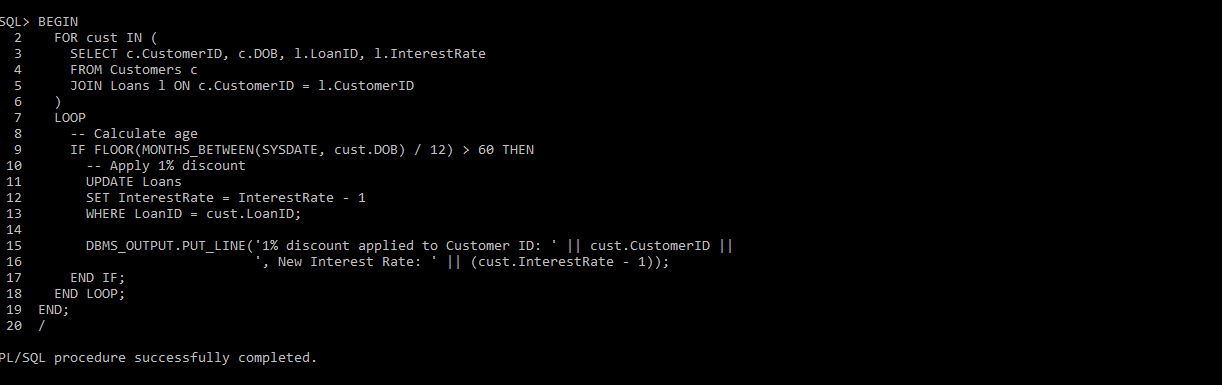 SQL> BEGIN
  2    FOR cust IN (
  3      SELECT c.CustomerID, c.DOB, l.LoanID, l.InterestRate
  4      FROM Customers c
  5      JOIN Loans l ON c.CustomerID = l.CustomerID
  6    )
  7    LOOP
  8      -- Calculate age
  9      IF FLOOR(MONTHS_BETWEEN(SYSDATE, cust.DOB) / 12) > 60 THEN
 10        -- Apply 1% discount
 11        UPDATE Loans
 12        SET InterestRate = InterestRate - 1
 13        WHERE LoanID = cust.LoanID;
 14
 15        DBMS_OUTPUT.PUT_LINE('1% discount applied to Customer ID: ' || cust.CustomerID ||
 16                             ', New Interest Rate: ' || (cust.InterestRate - 1));
 17      END IF;
 18    END LOOP;
 19  END;
 20  /
PL/SQL procedure successfully completed.